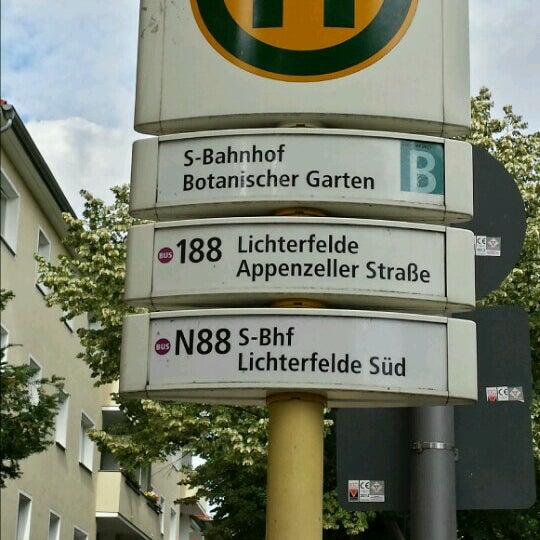 H
S-Bahnhof
Botanischer Garten
B
BUS 188 Lichterfelde
Appenzeller Straße
BUS N88 S-Bhf
Lichterfelde Süd